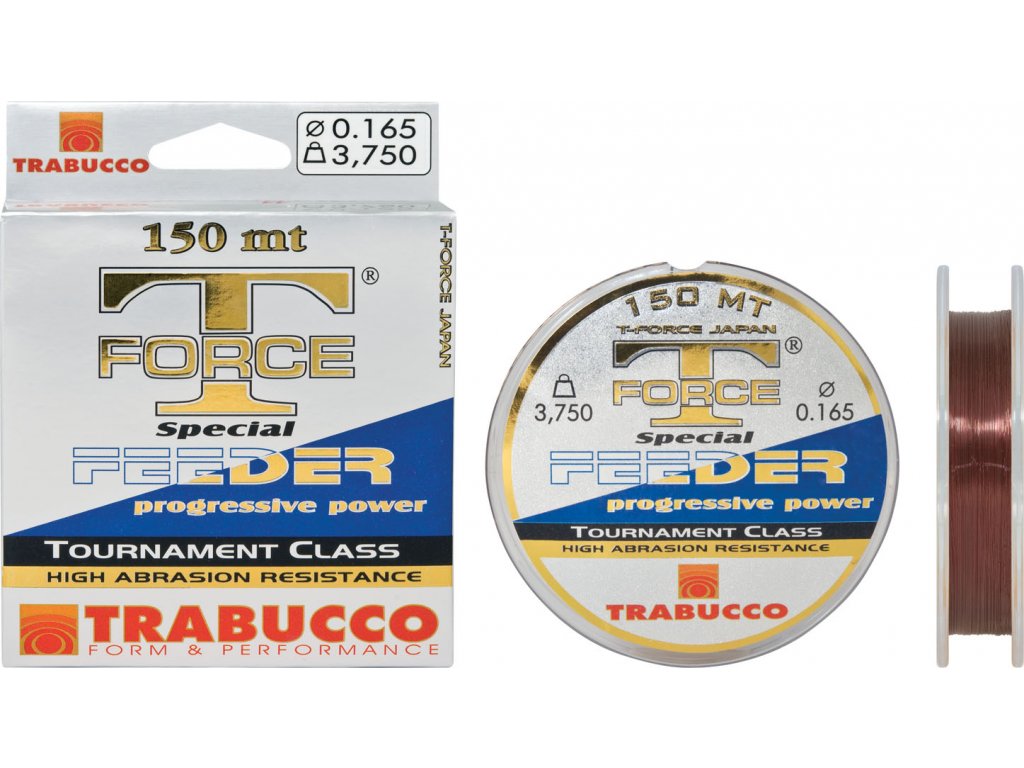 TRABUCCO
Ø 0.165
3,750
150 mt
T-FORCE JAPAN
T ®
FORCE
Special
FEEDER
progressive power
TOURNAMENT CLASS
HIGH ABRASION RESISTANCE
TRABUCCO
FORM & PERFORMANCE
150 MT
T-FORCE JAPAN
T ®
FORCE
3,750
Ø 0.165
Special
FEEDER
progressive power
TOURNAMENT CLASS
HIGH ABRASION RESISTANCE
TRABUCCO